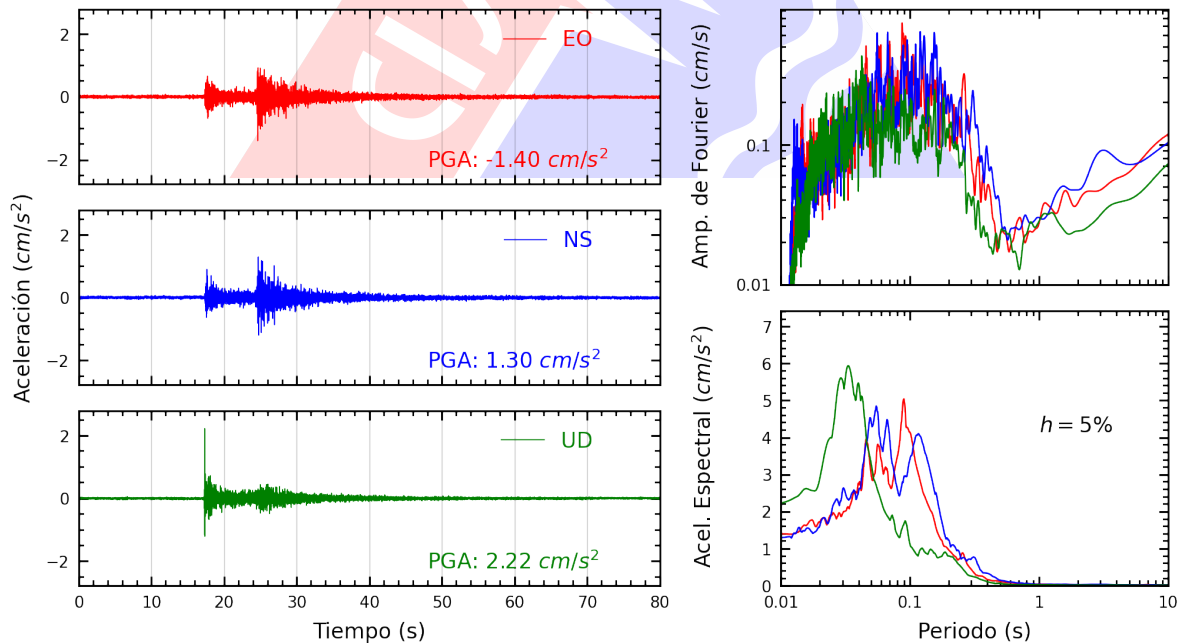 Aceleración (cm/s²)
2
0
−2
EO
PGA: -1.40 cm/s²
2
0
−2
NS
PGA: 1.30 cm/s²
2
0
−2
UD
PGA: 2.22 cm/s²
0 10 20 30 40 50 60 70 80
Tiempo (s)
Amp. de Fourier (cm/s)
0.1
0.01
Acel. Espectral (cm/s²)
7
6
5
4
3
2
1
0
h = 5%
0.01 0.1 1 10
Periodo (s)